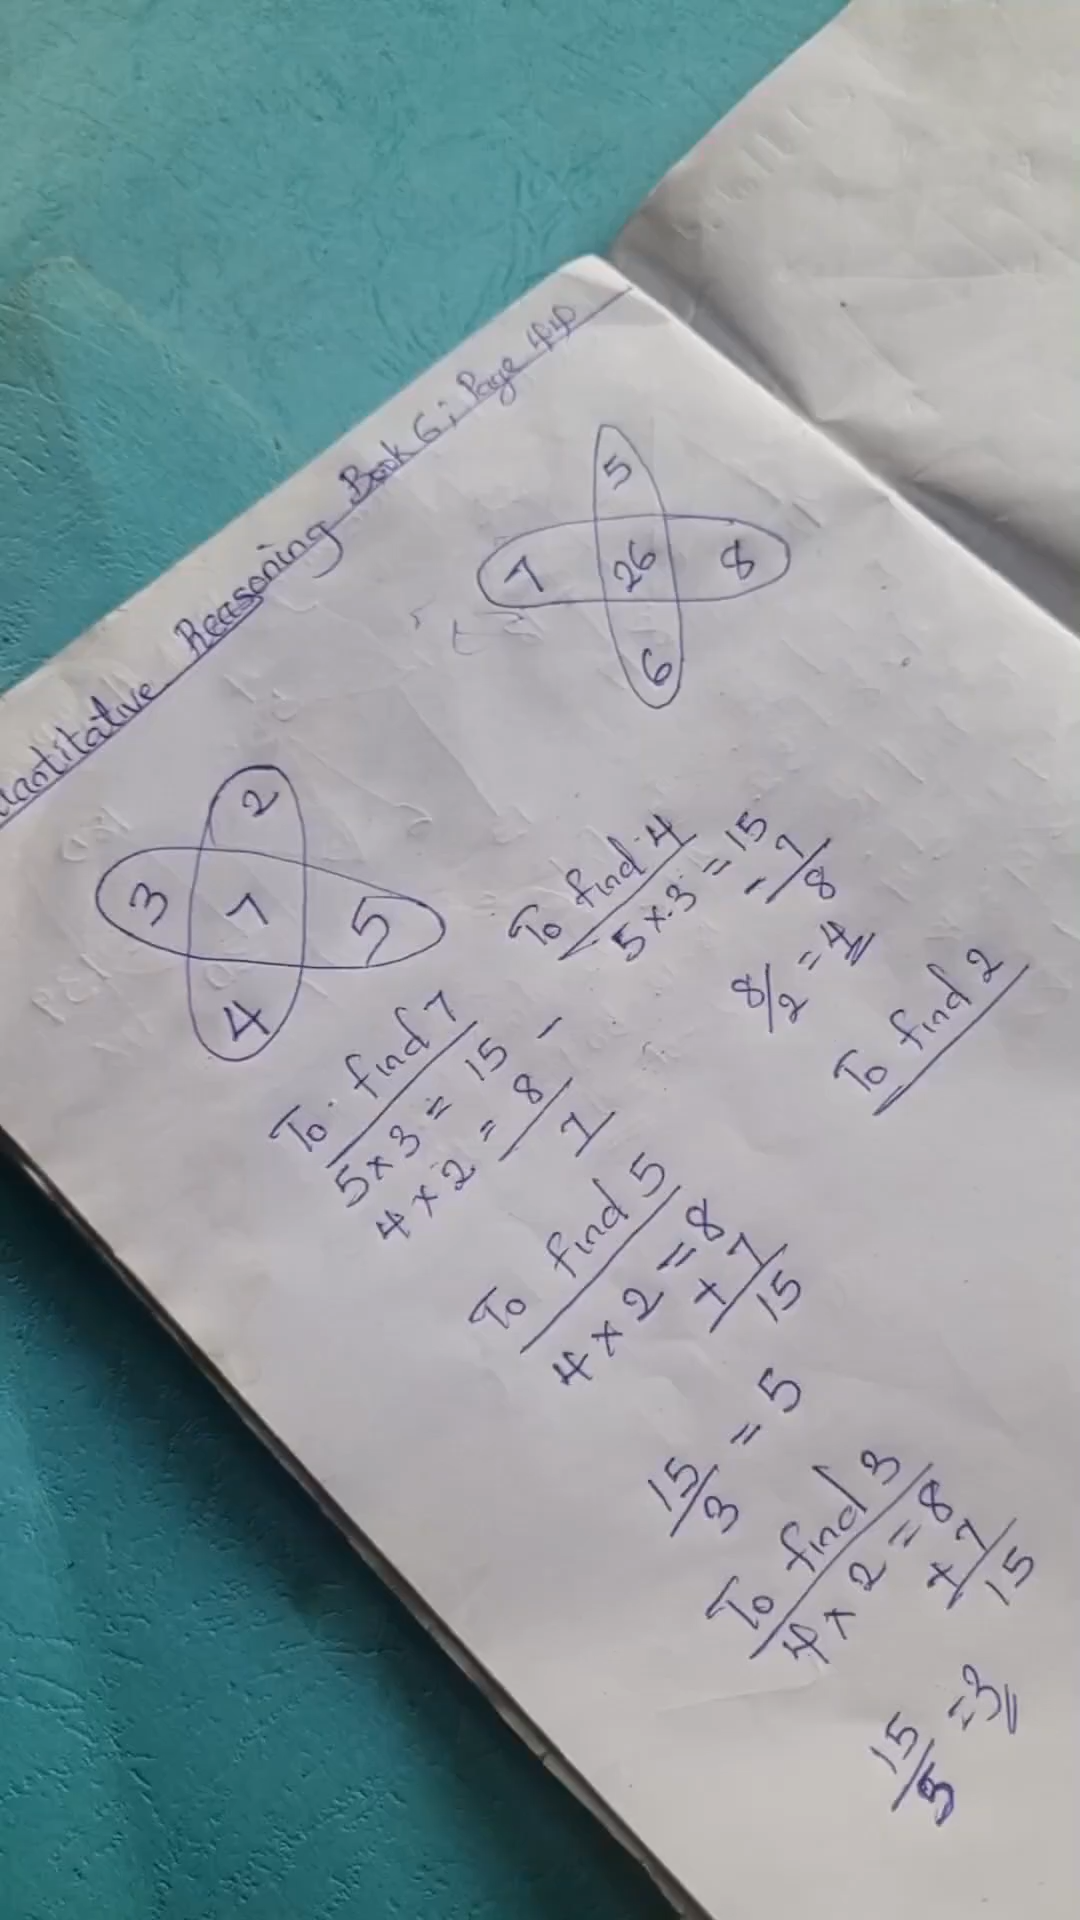 uantitative Reasoning Book 6; Page 44
5
7 26 8
6
2
3 7 5
4
To find 7
5 x 3 = 15 -
4 x 2 = 8
7
To find 5
4 x 2 = 8
+ 7
15
15/3 = 5
To find 3
4 x 2 = 8
+ 7
15
15/5 = 3
To find 4
5 x 3 = 15
- 7
8
8/2 = 4
To find 2